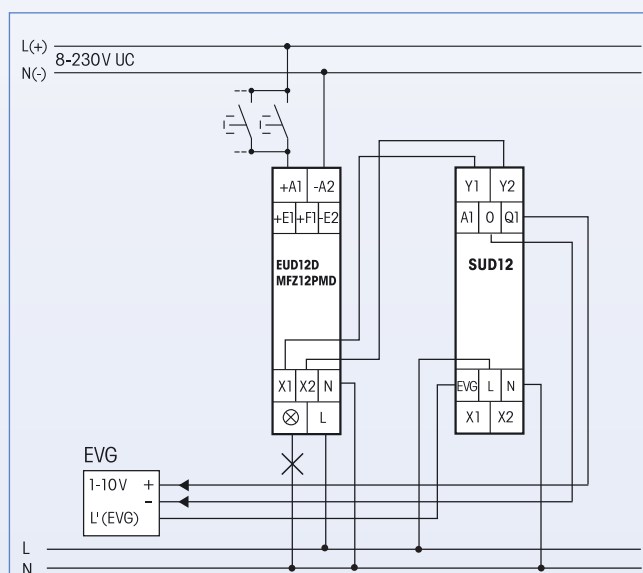 L(+)
8-230V UC
N(-)
+A1 -A2
+E1 +F1 -E2
EUD12D
MFZ12PMD
X1 X2 N
L
Y1 Y2
A1 0 Q1
SUD12
EVG L N
X1 X2
EVG
1-10V +
-
L'(EVG)
L
N